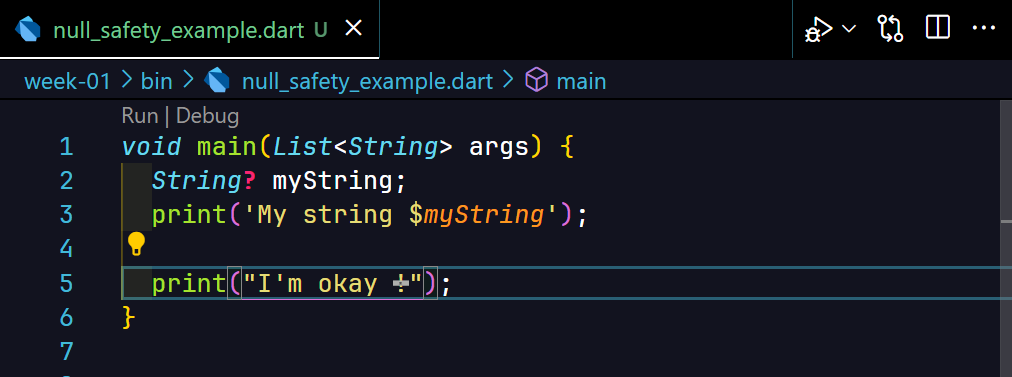 null_safety_example.dart U
week-01 > bin > null_safety_example.dart > main
Run | Debug
1 void main(List<String> args) {
2 String? myString;
3 print('My string $myString');
4
5 print("I'm okay !");
6 }
7